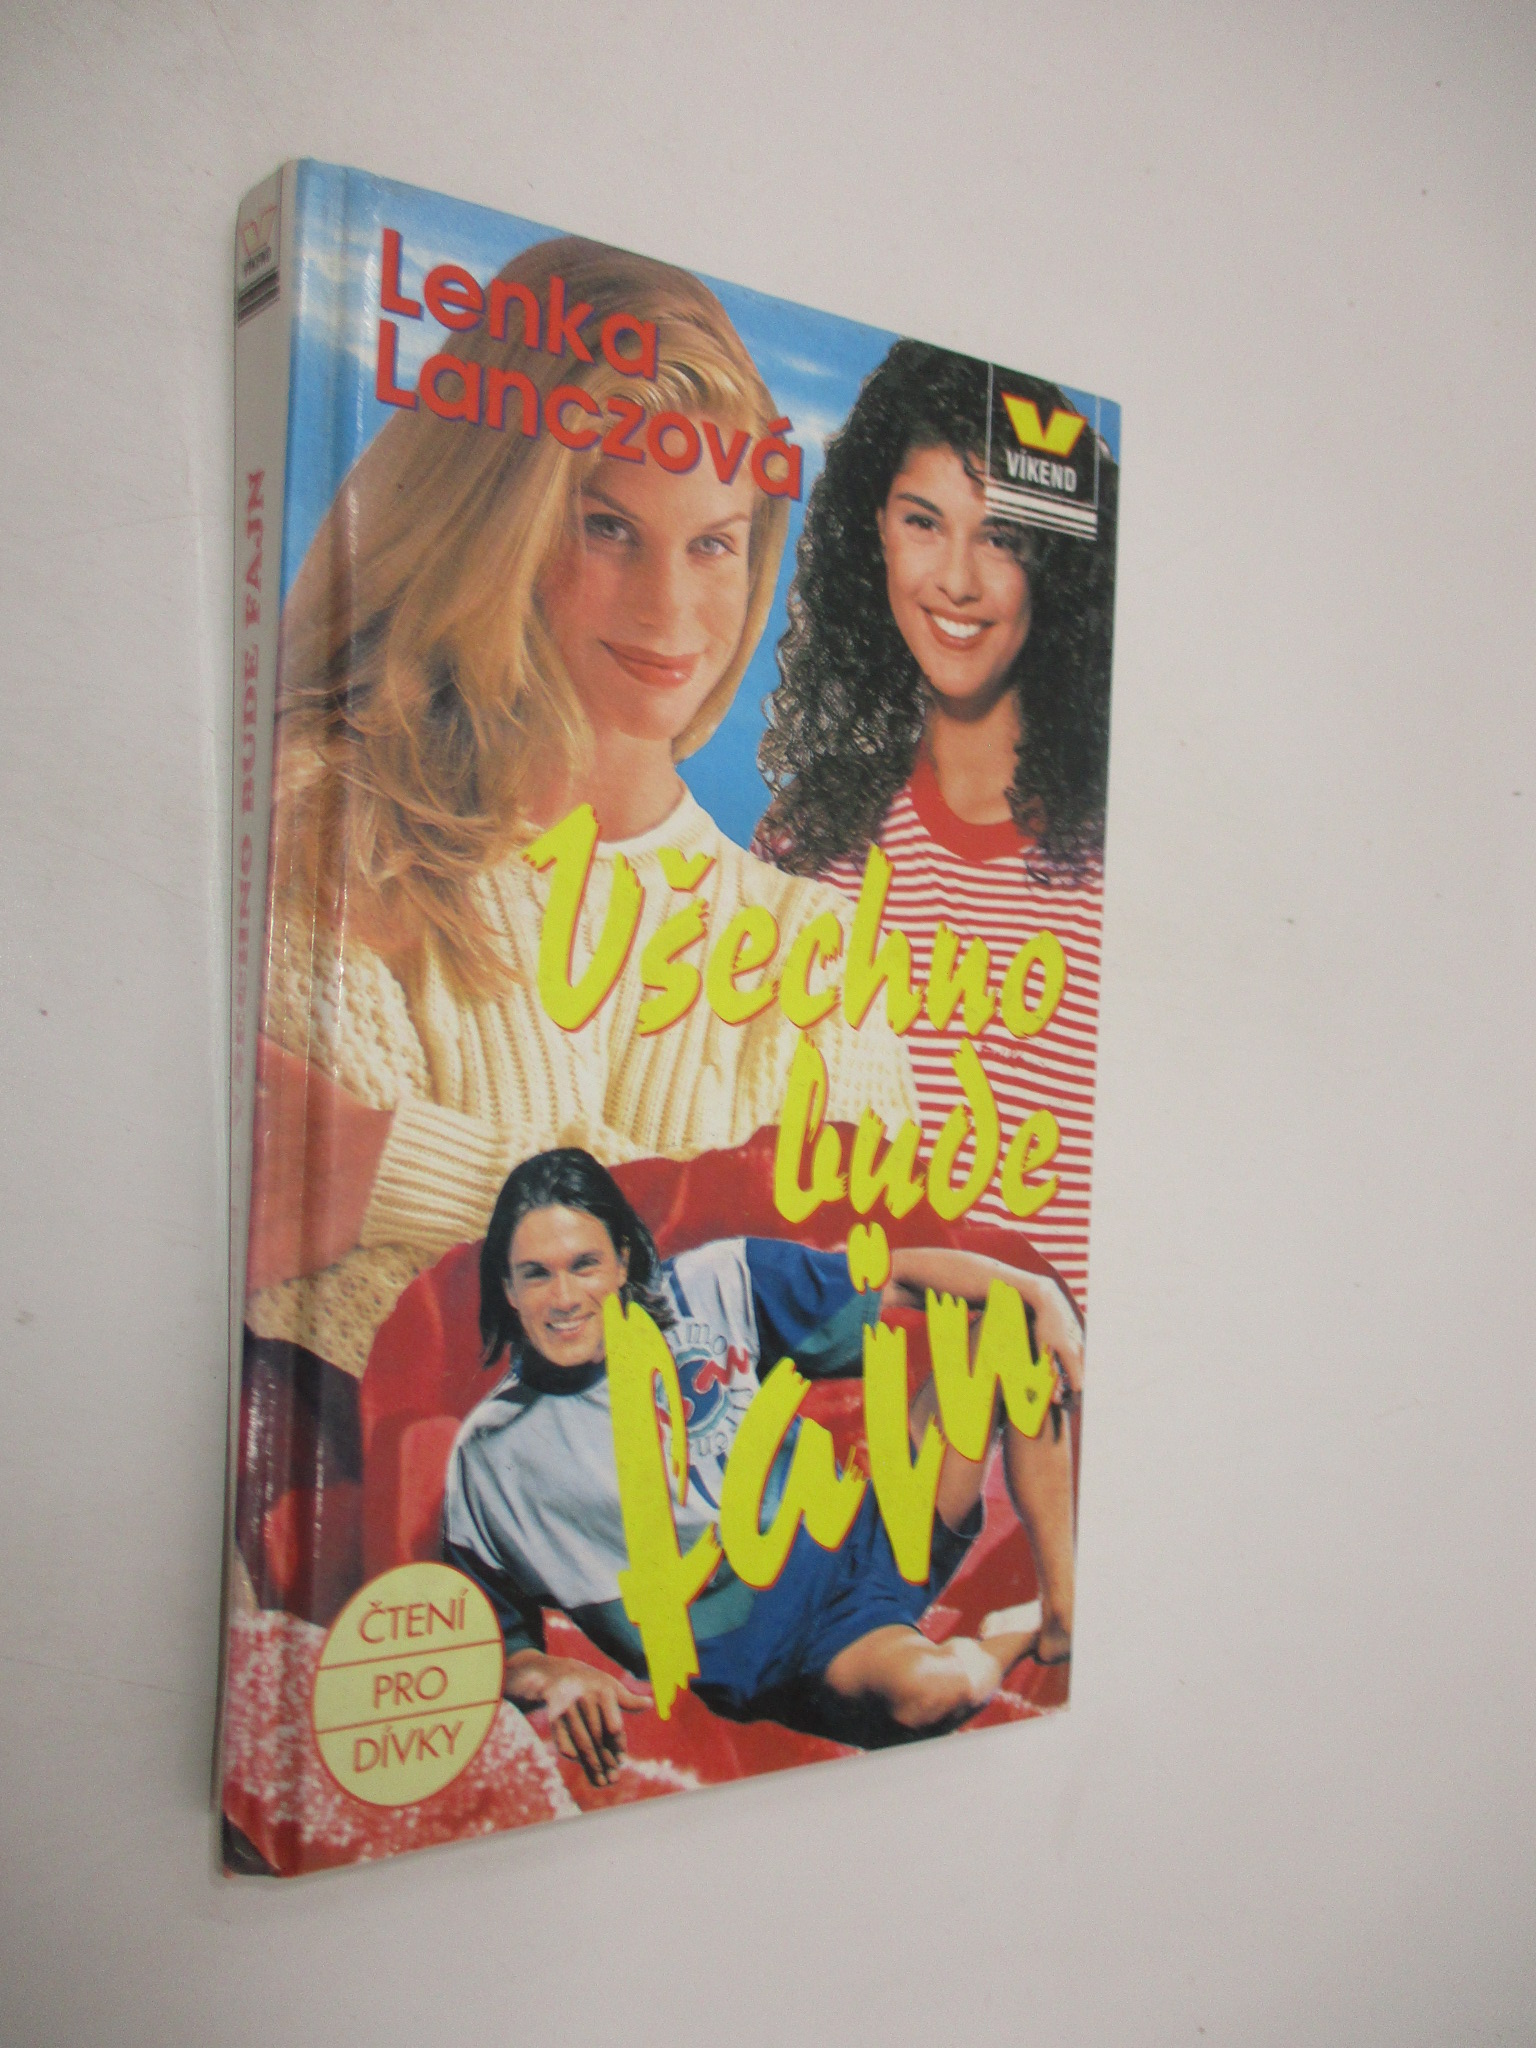 Lenka
Lanczová
VÍKEND
Všechno
bude
fajn
ČTENÍ
PRO
DÍVKY
VÍKEND
VŠECHNO BUDE FAJN